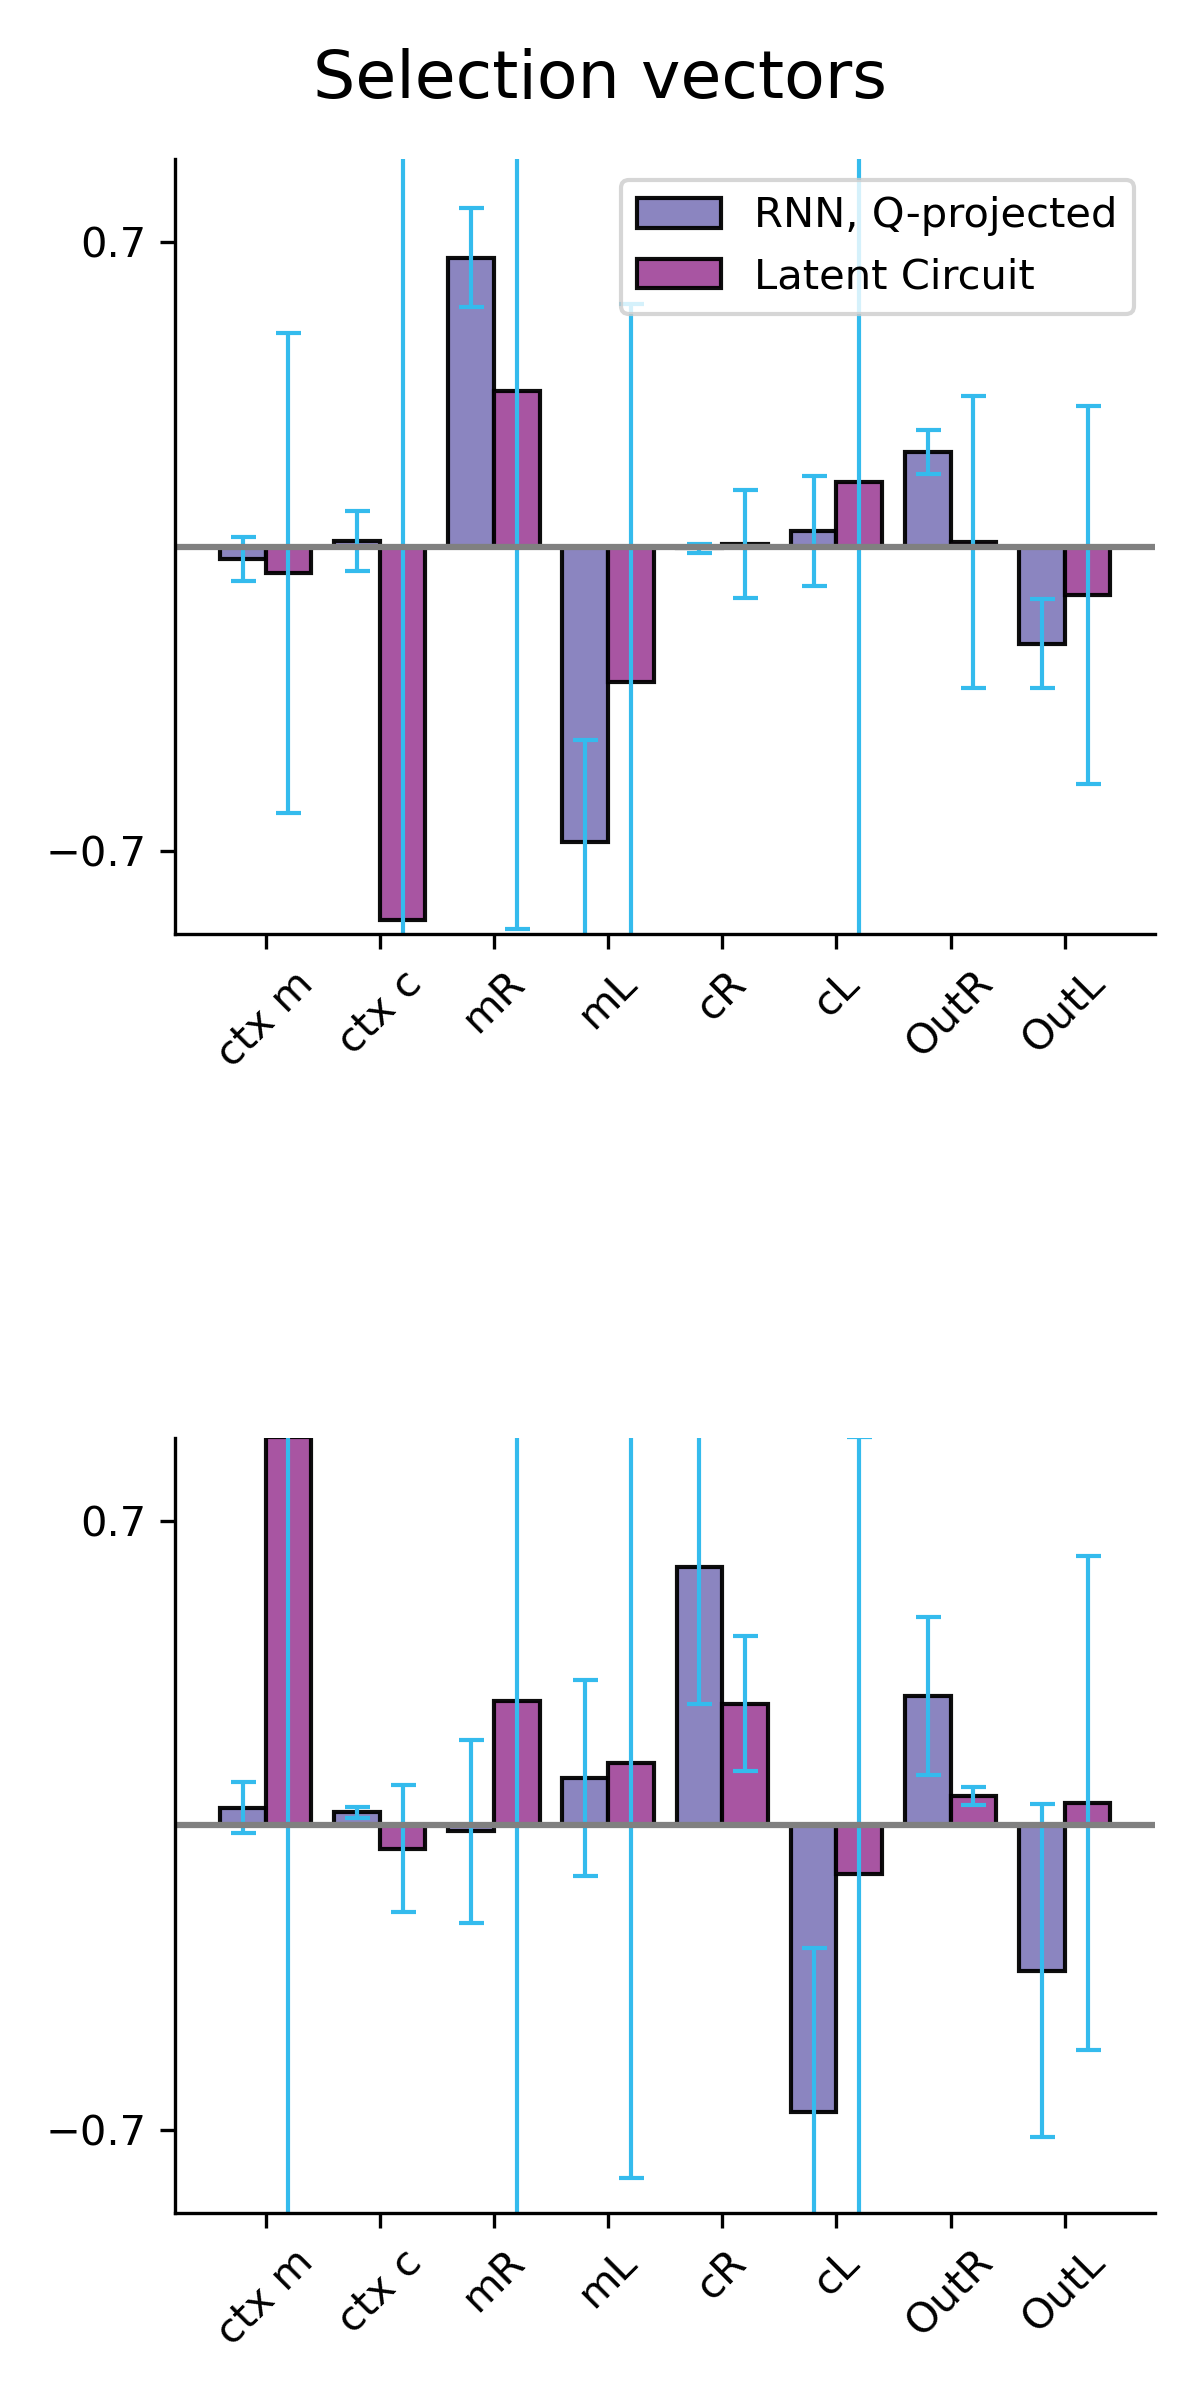 Selection vectors
0.7
RNN, Q-projected
Latent Circuit
−0.7
ctx m
ctx c
mR
mL
cR
cL
OutR
OutL
0.7
−0.7
ctx m
ctx c
mR
mL
cR
cL
OutR
OutL